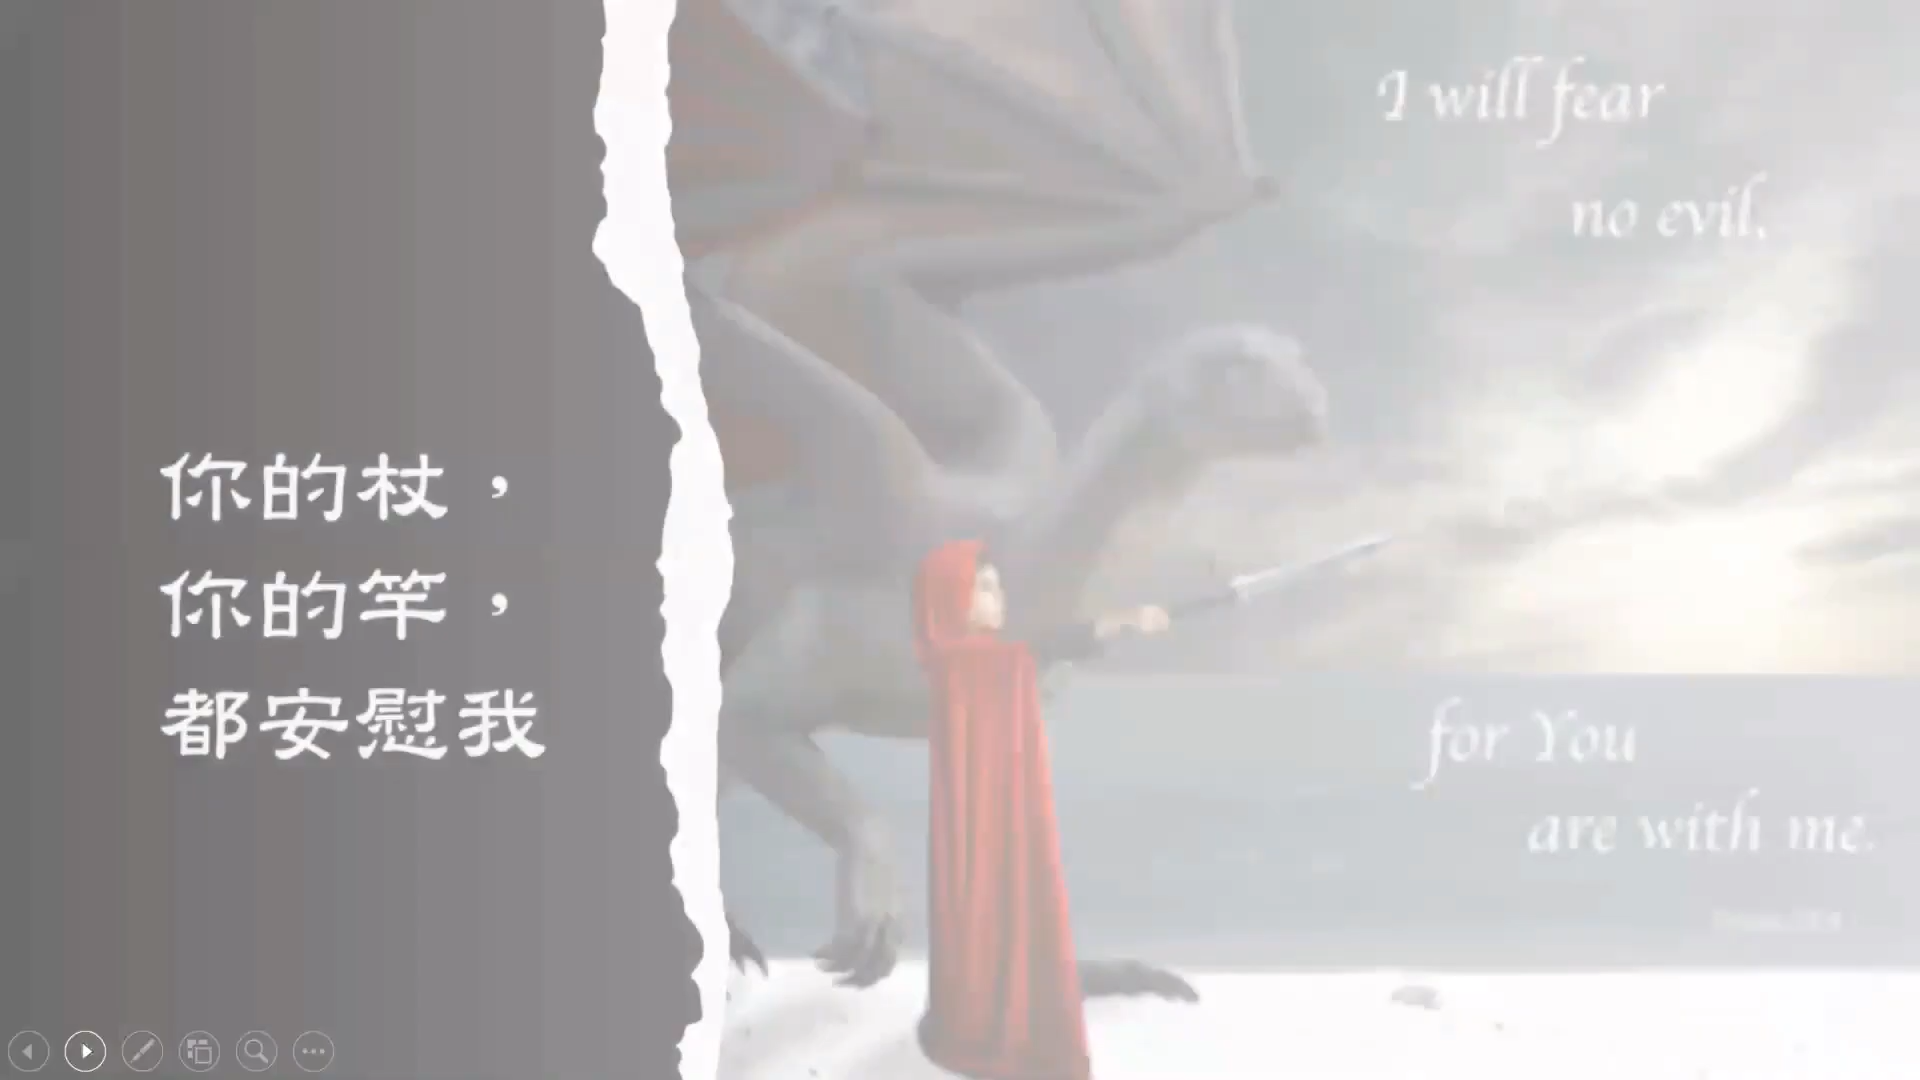 你的杖，
你的竿，
都安慰我
I will fear
no evil,
for You
are with me.